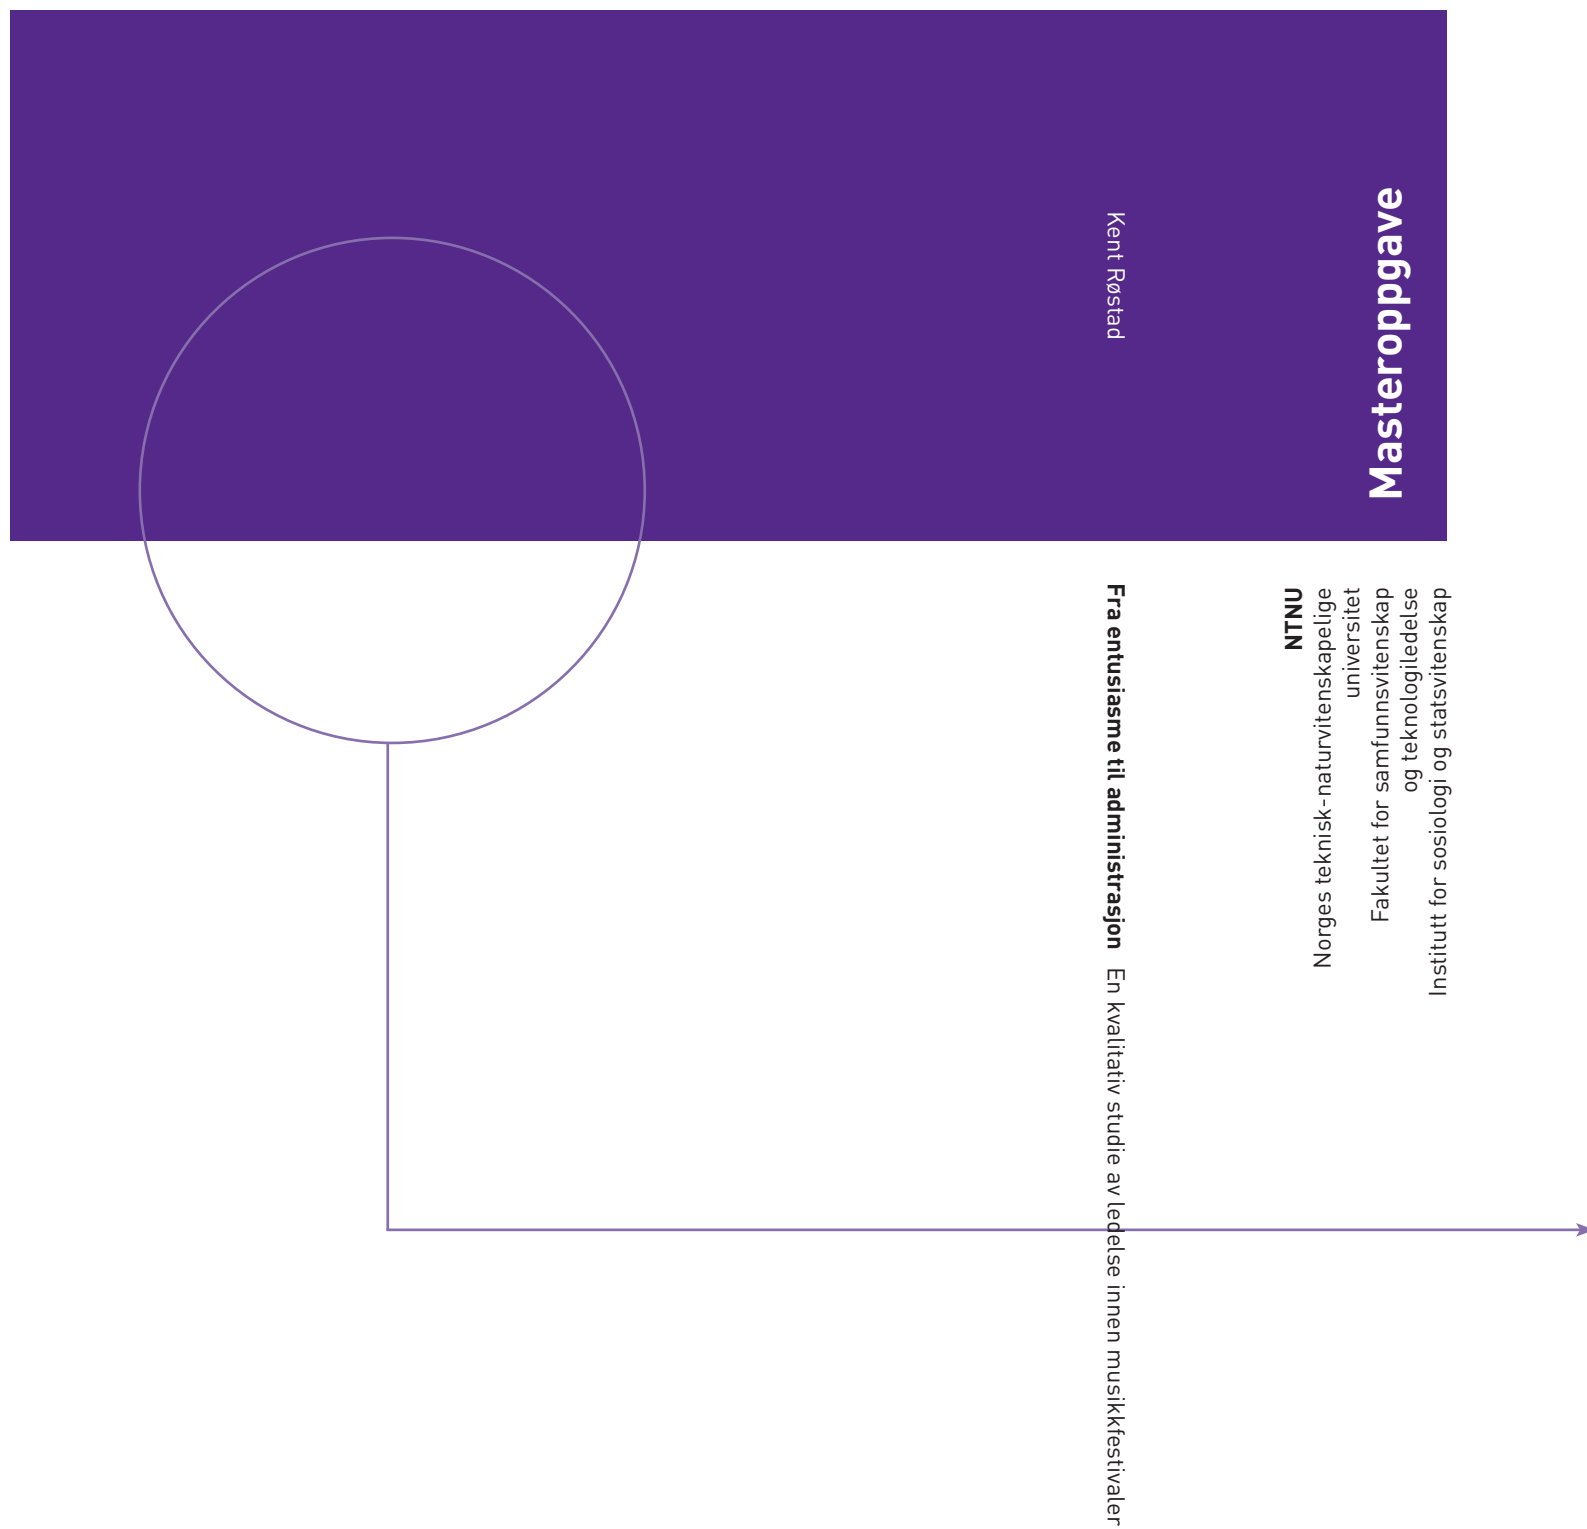 Kent Røstad
Fra entusiasme til administrasjon En kvalitativ studie av ledelse innen musikkfestivaler
Masteroppgave
NTNU
Norges teknisk-naturvitenskapelige
universitet
Fakultet for samfunnsvitenskap
og teknologiledelse
Institutt for sosiologi og statsvitenskap